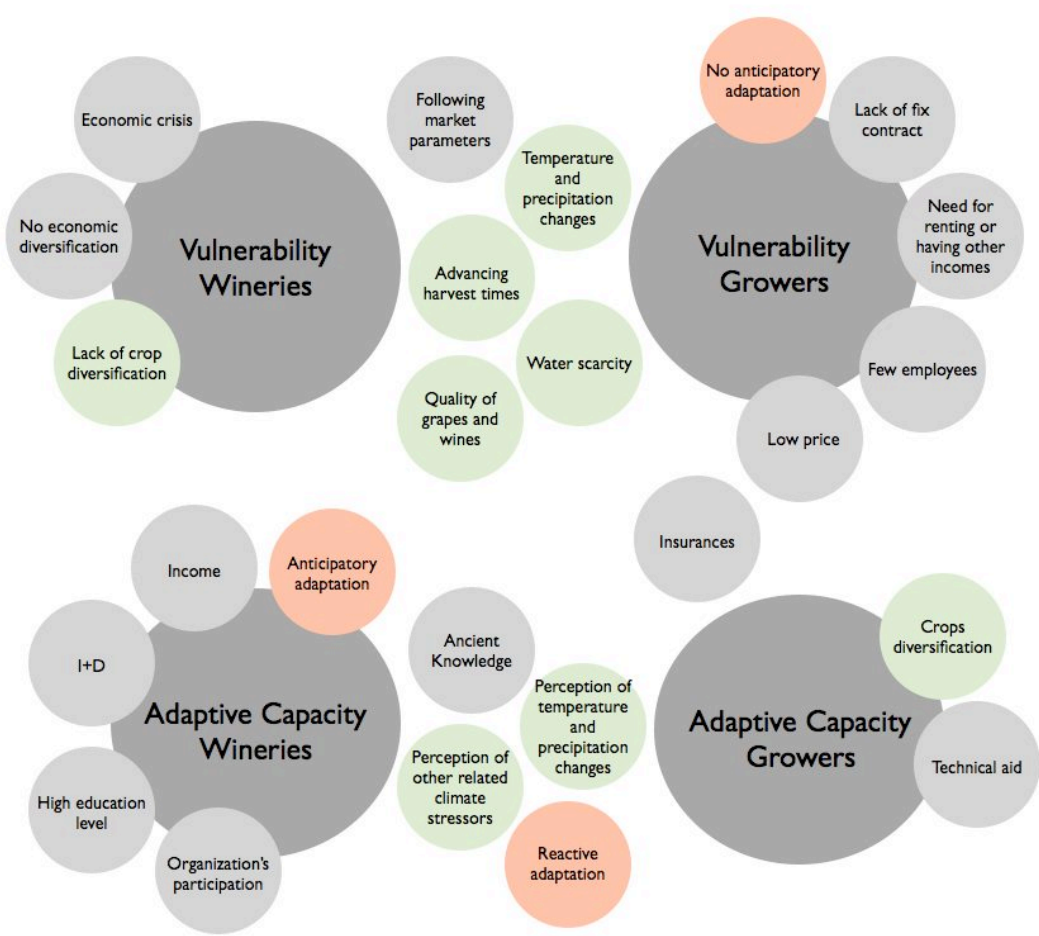 Economic crisis
No economic
diversification
Lack of crop
diversification
Vulnerability
Wineries
Following
market
parameters
Temperature
and
precipitation
changes
Advancing
harvest times
Water scarcity
Quality of
grapes and
wines
No anticipatory
adaptation
Lack of fix
contract
Need for
renting or
having other
incomes
Few employees
Low price
Vulnerability
Growers
Insurances
Income
Anticipatory
adaptation
I+D
High education
level
Organization's
participation
Adaptive Capacity
Wineries
Ancient
Knowledge
Perception of
temperature
and
precipitation
changes
Perception of
other related
climate
stressors
Reactive
adaptation
Adaptive Capacity
Growers
Crops
diversification
Technical aid